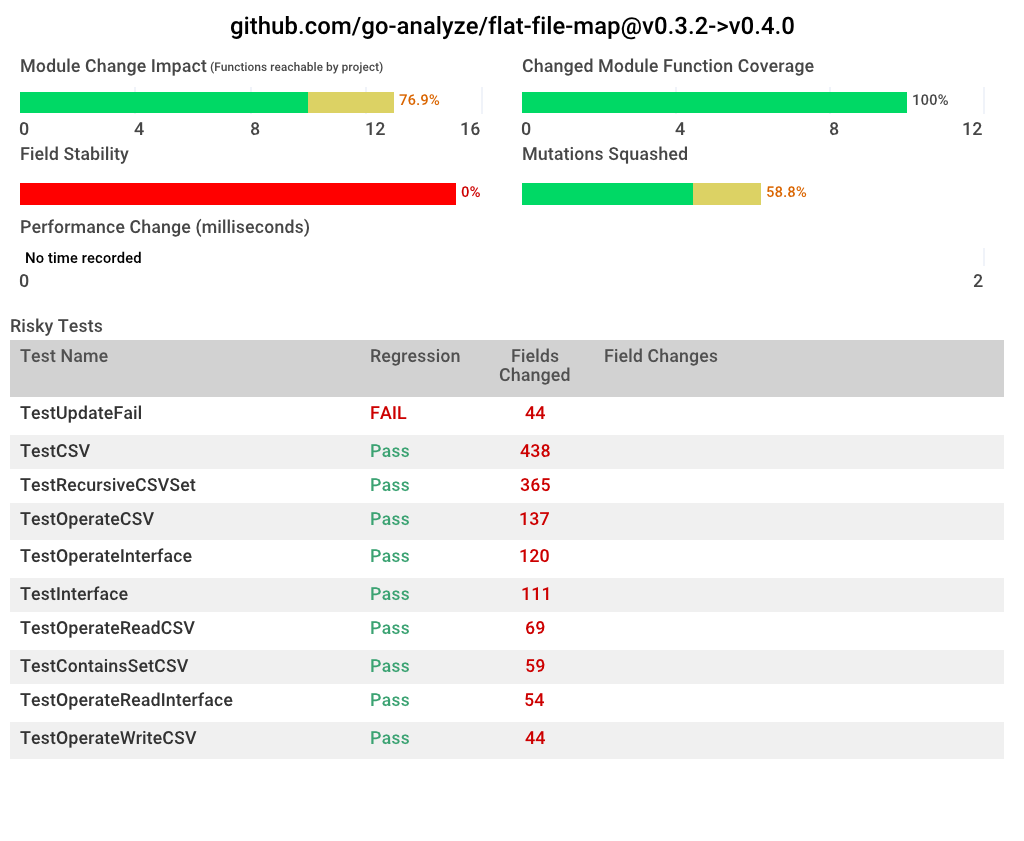 github.com/go-analyze/flat-file-map@v0.3.2->v0.4.0
Module Change Impact (Functions reachable by project)
76.9%
0 4 8 12 16
Changed Module Function Coverage
100%
0 4 8 12
Field Stability
0%
Mutations Squashed
58.8%
Performance Change (milliseconds)
No time recorded
0 2
Risky Tests
Test Name Regression Fields Changed Field Changes
TestUpdateFail FAIL 44
TestCSV Pass 438
TestRecursiveCSVSet Pass 365
TestOperateCSV Pass 137
TestOperateInterface Pass 120
TestInterface Pass 111
TestOperateReadCSV Pass 69
TestContainsSetCSV Pass 59
TestOperateReadInterface Pass 54
TestOperateWriteCSV Pass 44